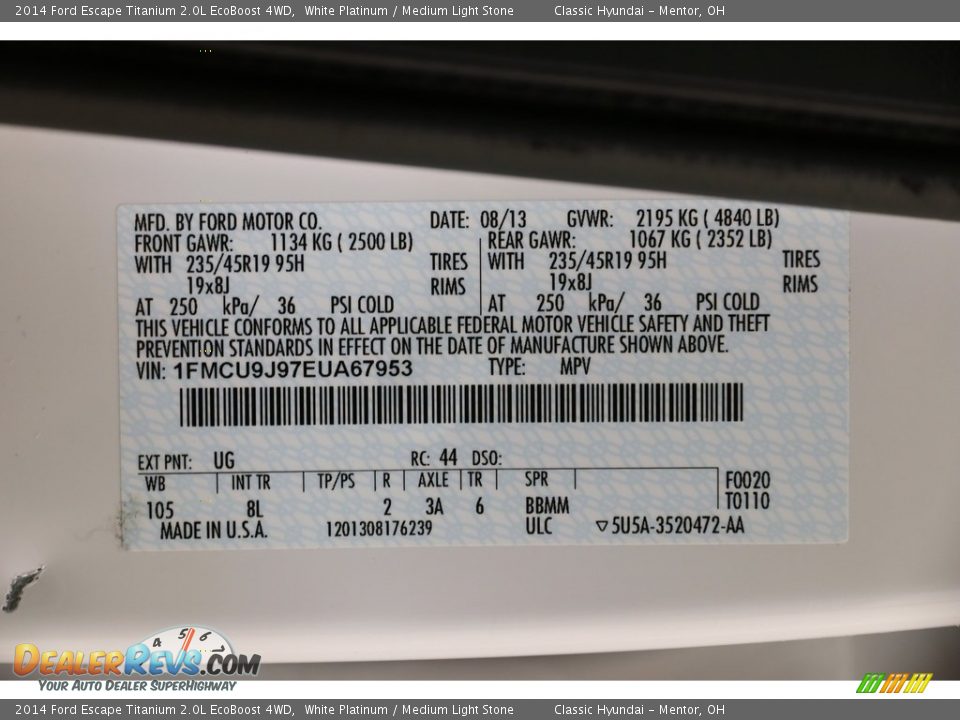 2014 Ford Escape Titanium 2.0L EcoBoost 4WD, White Platinum / Medium Light Stone Classic Hyundai - Mentor, OH
MFD. BY FORD MOTOR CO. DATE: 08/13 GVWR: 2195 KG ( 4840 LB)
FRONT GAWR: 1134 KG ( 2500 LB) REAR GAWR: 1067 KG ( 2352 LB)
WITH 235/45R19 95H TIRES WITH 235/45R19 95H TIRES
19x8J RIMS 19x8J RIMS
AT 250 kPa/ 36 PSI COLD AT 250 kPa/ 36 PSI COLD
THIS VEHICLE CONFORMS TO ALL APPLICABLE FEDERAL MOTOR VEHICLE SAFETY AND THEFT
PREVENTION STANDARDS IN EFFECT ON THE DATE OF MANUFACTURE SHOWN ABOVE.
VIN: 1FMCU9J97EUA67953 TYPE: MPV
EXT PNT: UG RC: 44 DSO:
WB INT TR TP/PS R AXLE TR SPR F0020
105 8L 2 3A 6 BBMM T0110
MADE IN U.S.A. 1201308176239 ULC ▽5U5A-3520472-AA
4 5 6
DEALERREVS.COM
YOUR AUTO DEALER SUPERHIGHWAY
2014 Ford Escape Titanium 2.0L EcoBoost 4WD, White Platinum / Medium Light Stone Classic Hyundai - Mentor, OH